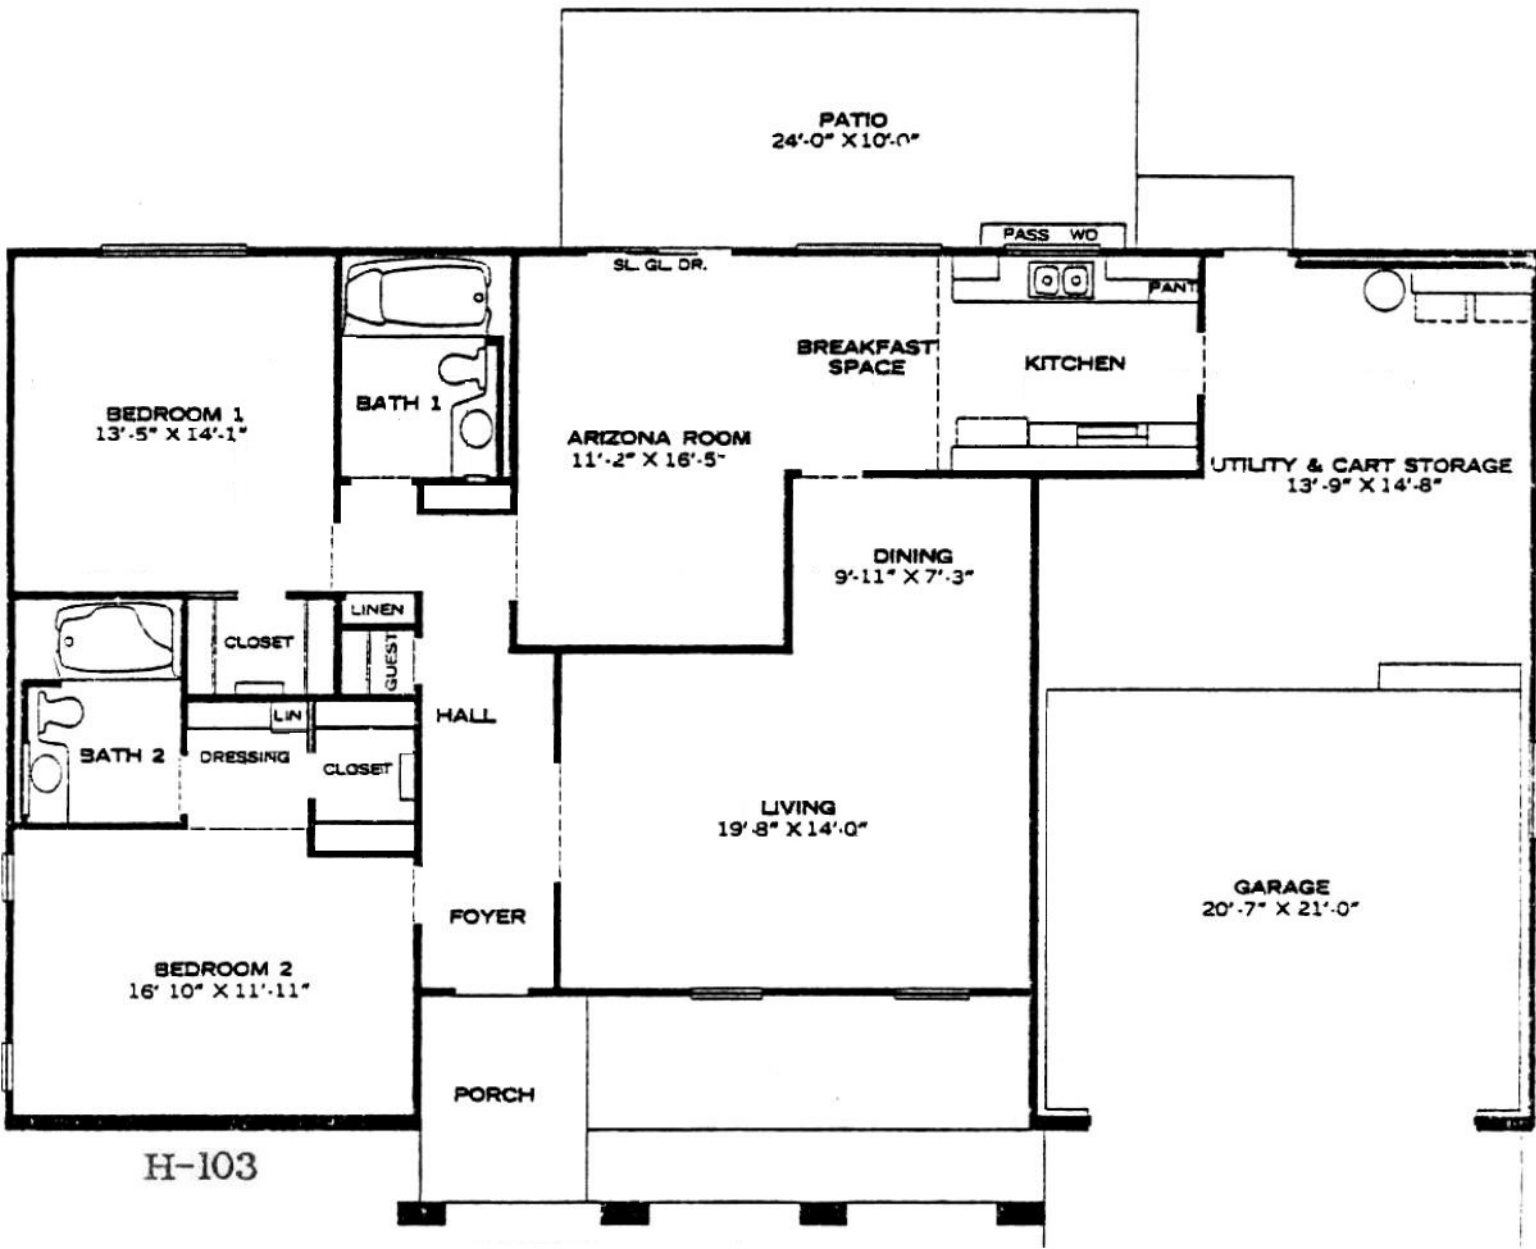 PATIO
24'-0" X 10'-0"
PASS WD
SL. GL. DR.
PANT
BREAKFAST
SPACE
KITCHEN
BEDROOM 1
13'-5" X 14'-1"
BATH 1
ARIZONA ROOM
11'-2" X 16'-5"
UTILITY & CART STORAGE
13'-9" X 14'-8"
DINING
9'-11" X 7'-3"
LINEN
CLOSET
GUEST
LIN
HALL
BATH 2
DRESSING
CLOSET
LIVING
19'-8" X 14'-0"
GARAGE
20'-7" X 21'-0"
FOYER
BEDROOM 2
16' 10" X 11'-11"
PORCH
H-103